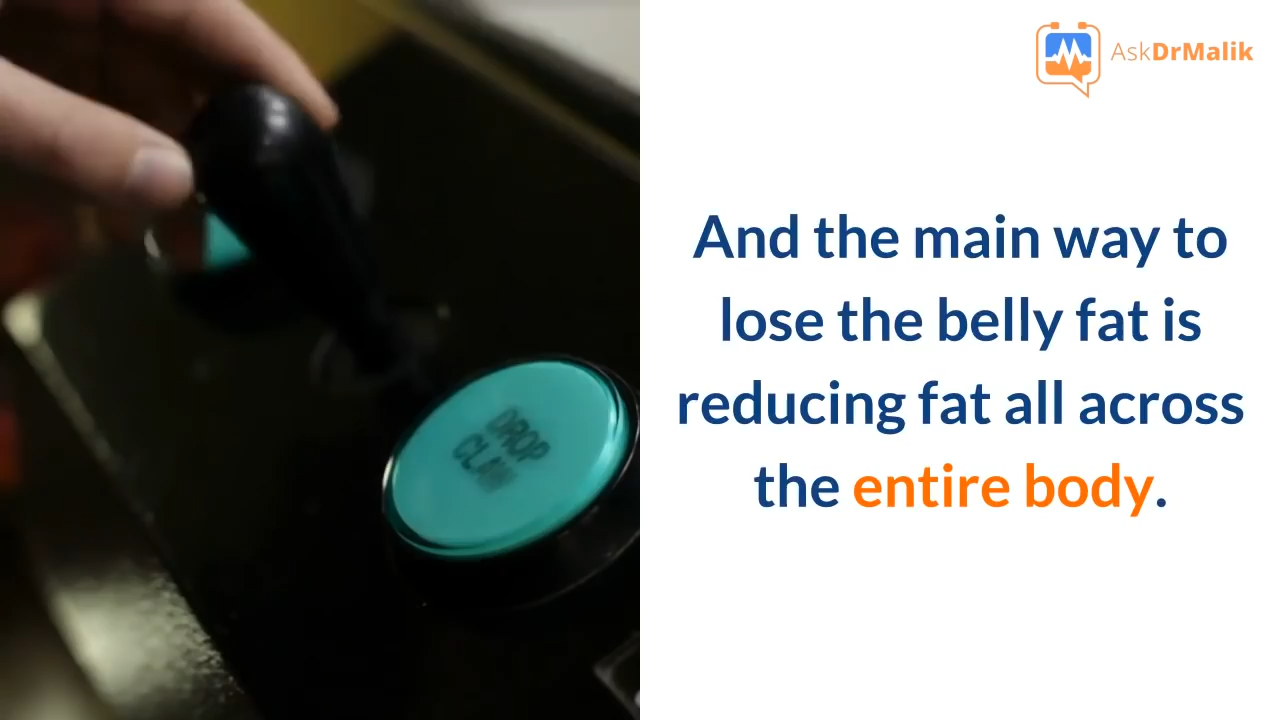 AskDrMalik
And the main way to
lose the belly fat is
reducing fat all across
the entire body.
DROP
CLAW